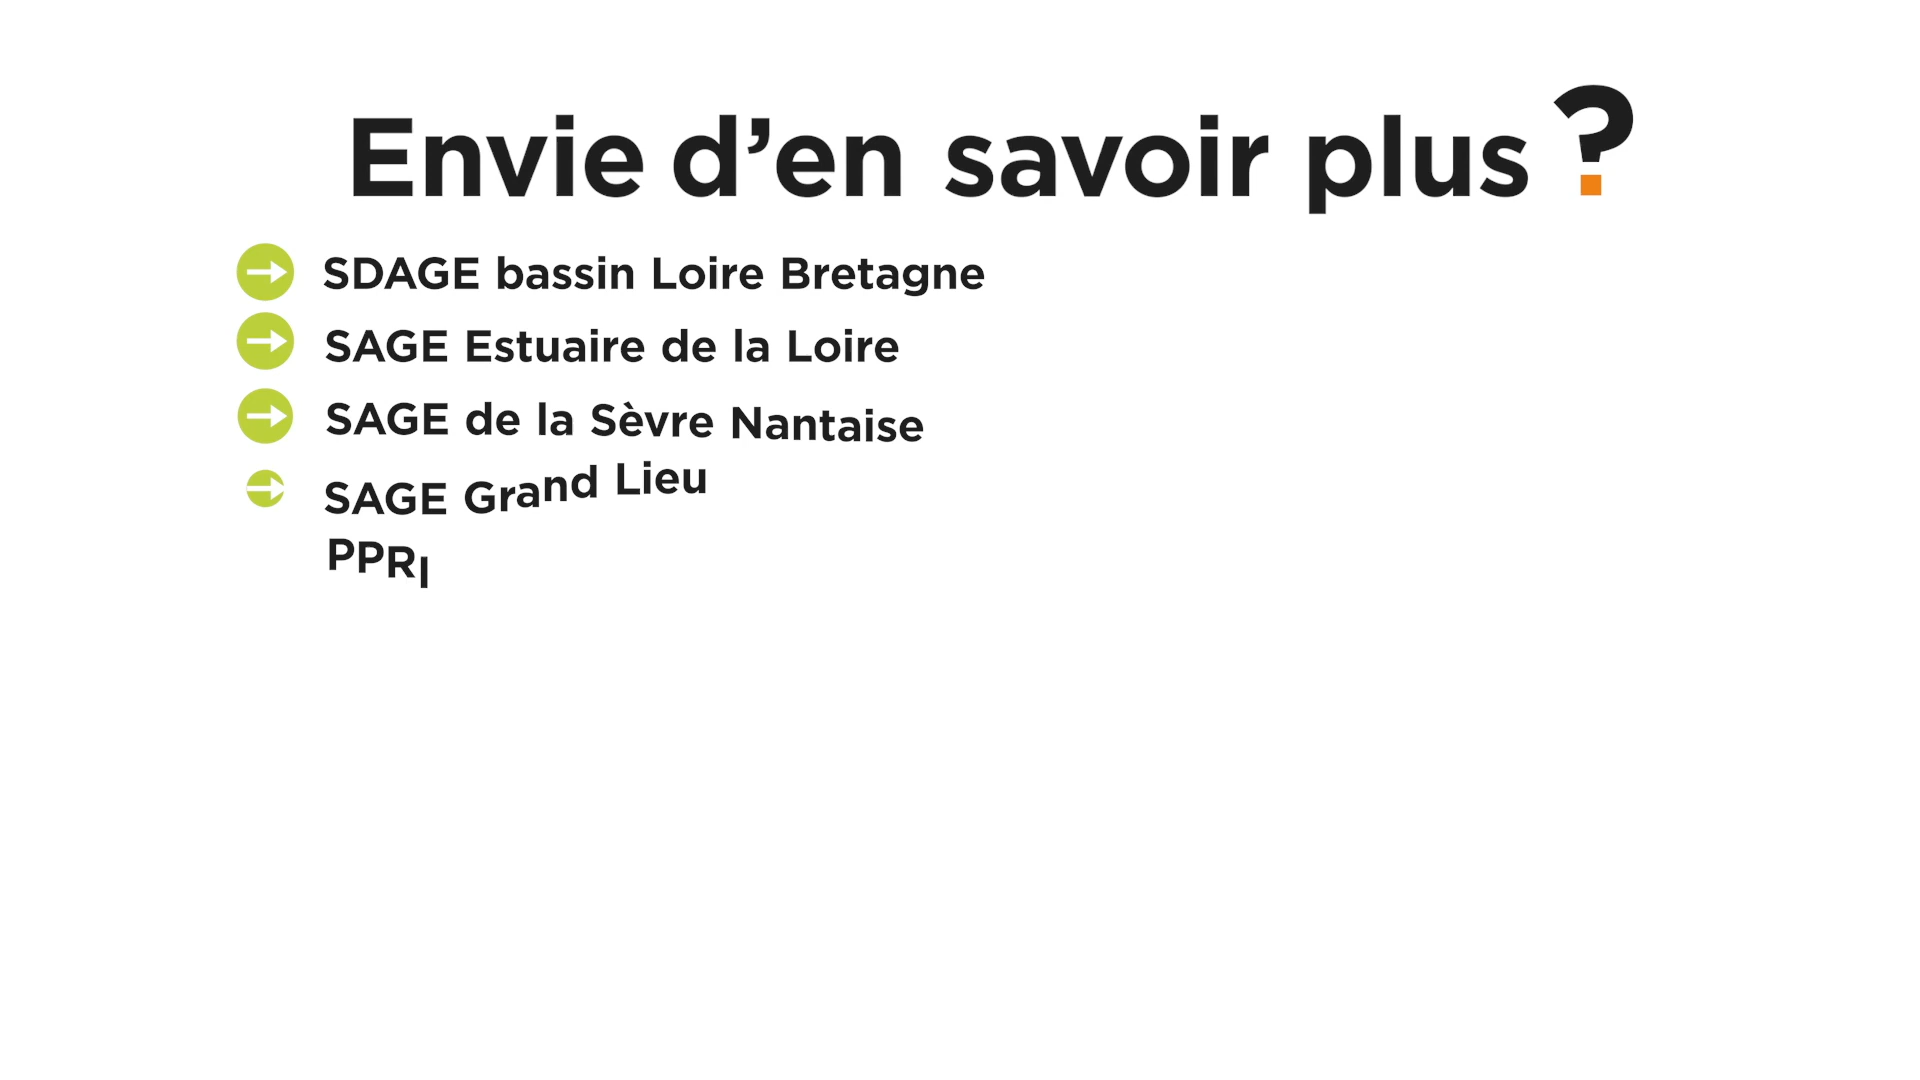 Envie d’en savoir plus ?
SDAGE bassin Loire Bretagne
SAGE Estuaire de la Loire
SAGE de la Sèvre Nantaise
SAGE Grand Lieu
PPRI